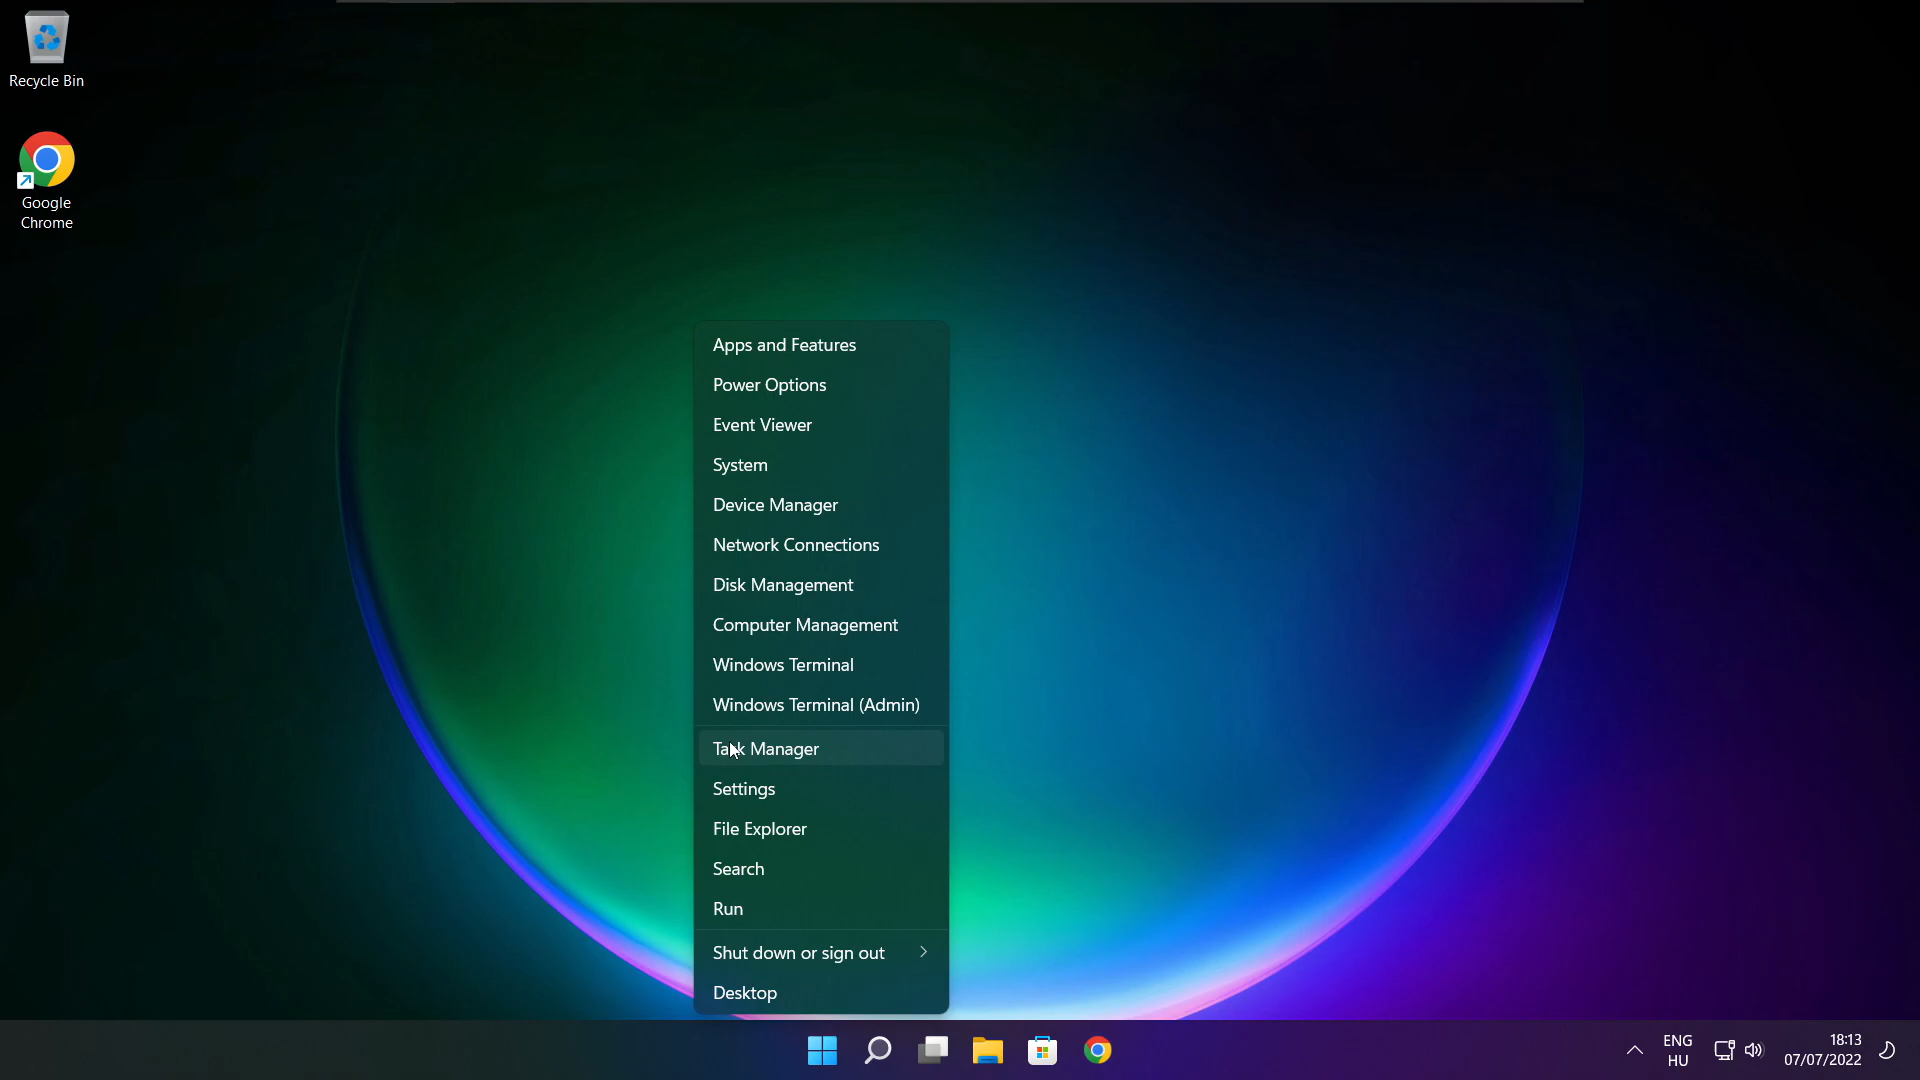 Recycle Bin
Google
Chrome
Apps and Features
Power Options
Event Viewer
System
Device Manager
Network Connections
Disk Management
Computer Management
Windows Terminal
Windows Terminal (Admin)
Task Manager
Settings
File Explorer
Search
Run
Shut down or sign out
Desktop
ENG
HU
18:13
07/07/2022